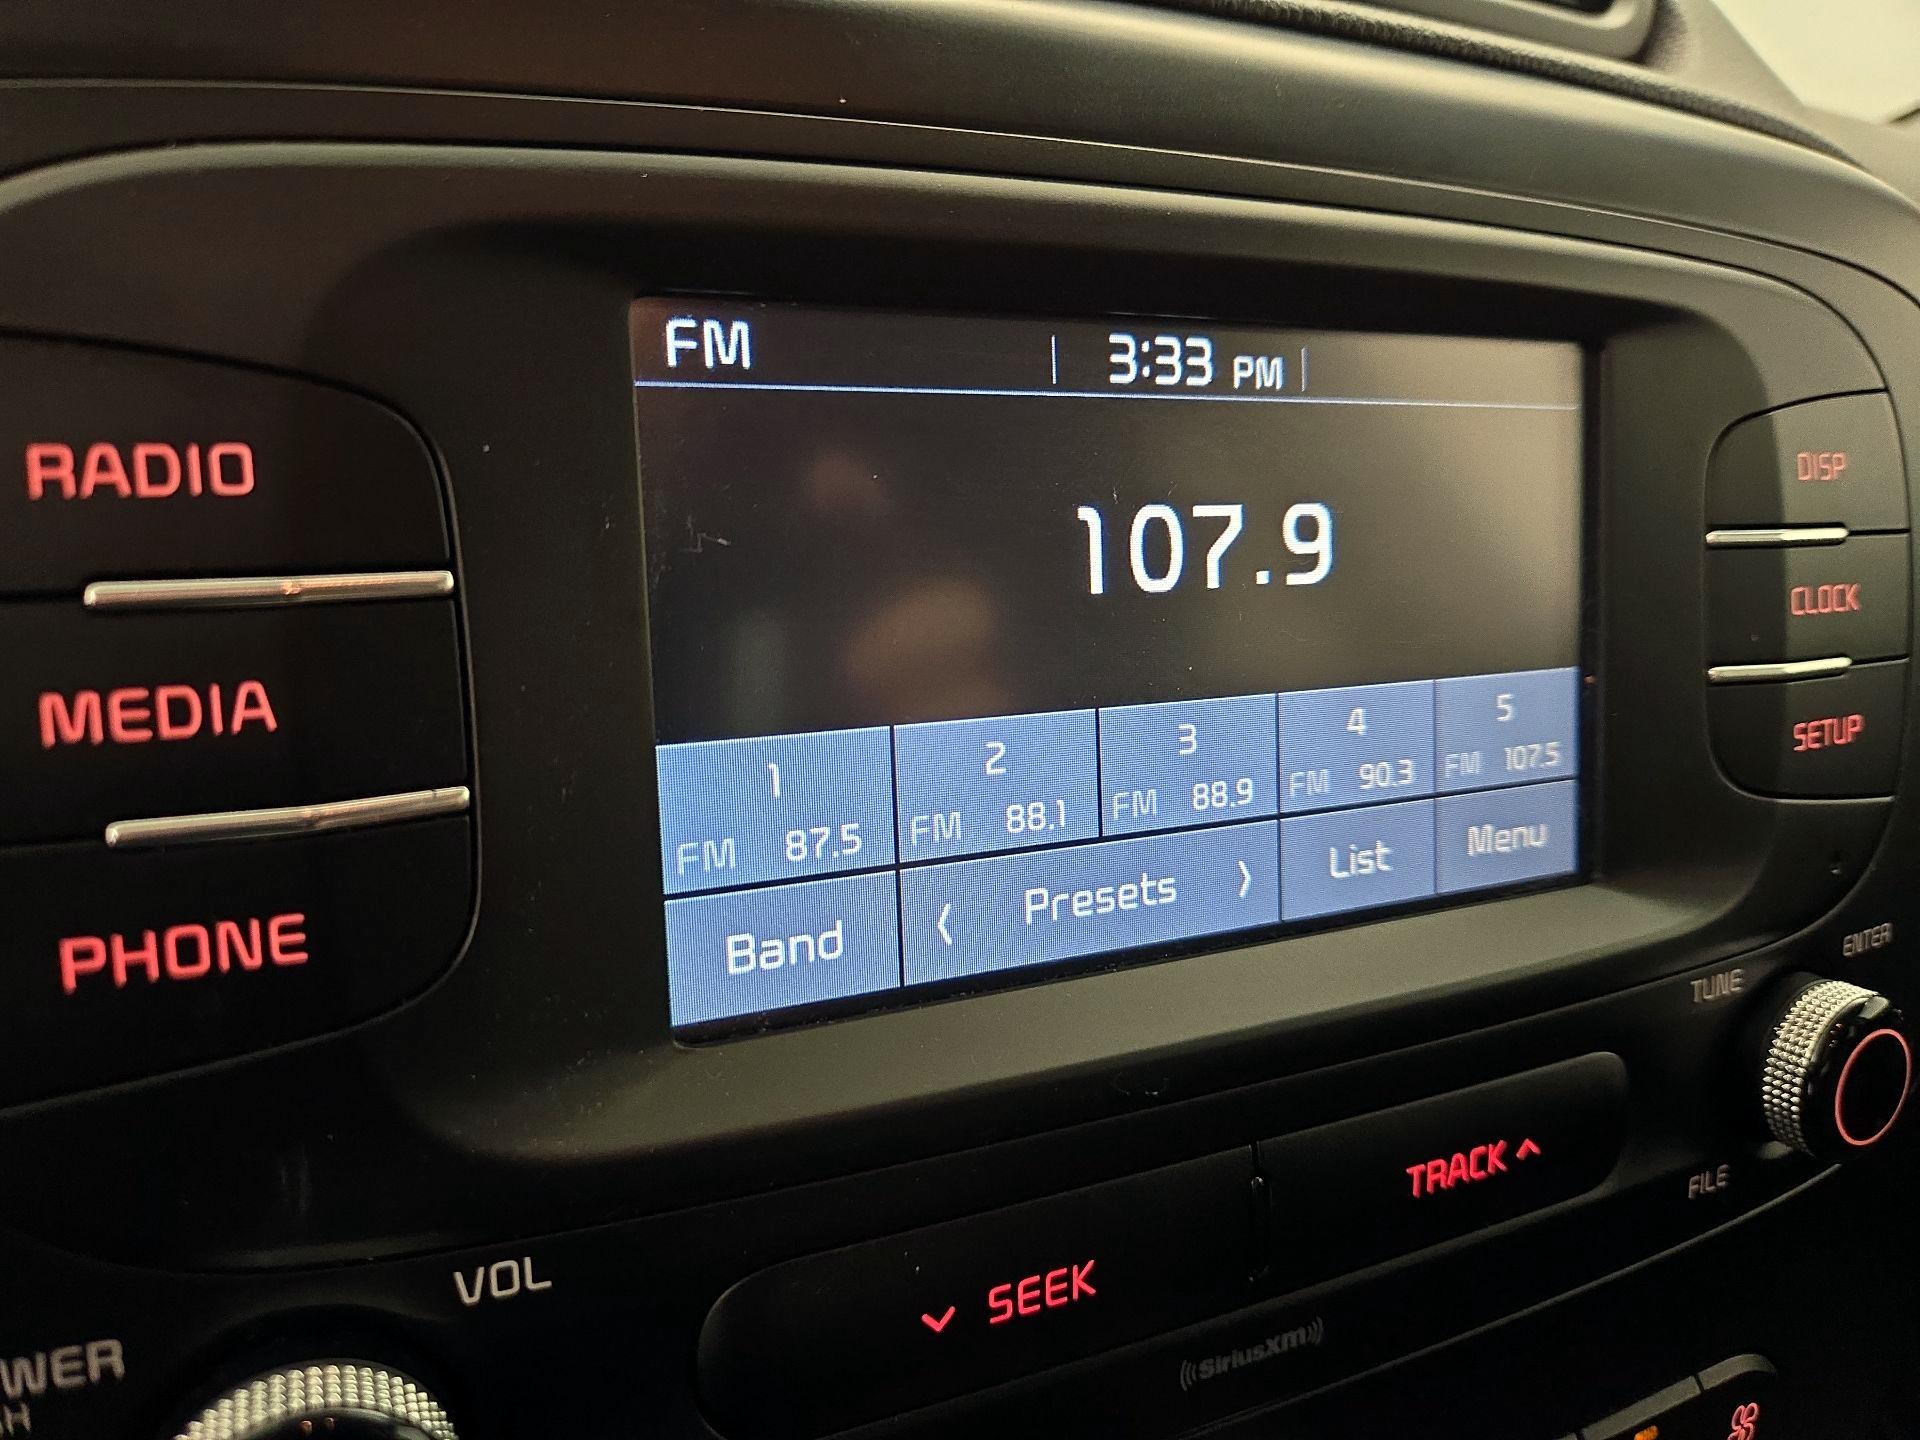 FM
3:33 PM
RADIO
MEDIA
PHONE
107.9
DISP
CLOCK
SETUP
1
FM 87.5
2
FM 88.1
3
FM 88.9
4
FM 90.3
5
FM 107.5
Band
〈 Presets 〉
List
Menu
ENTER
TUNE
FILE
TRACK
SEEK
VOL
WER
SiriusXM